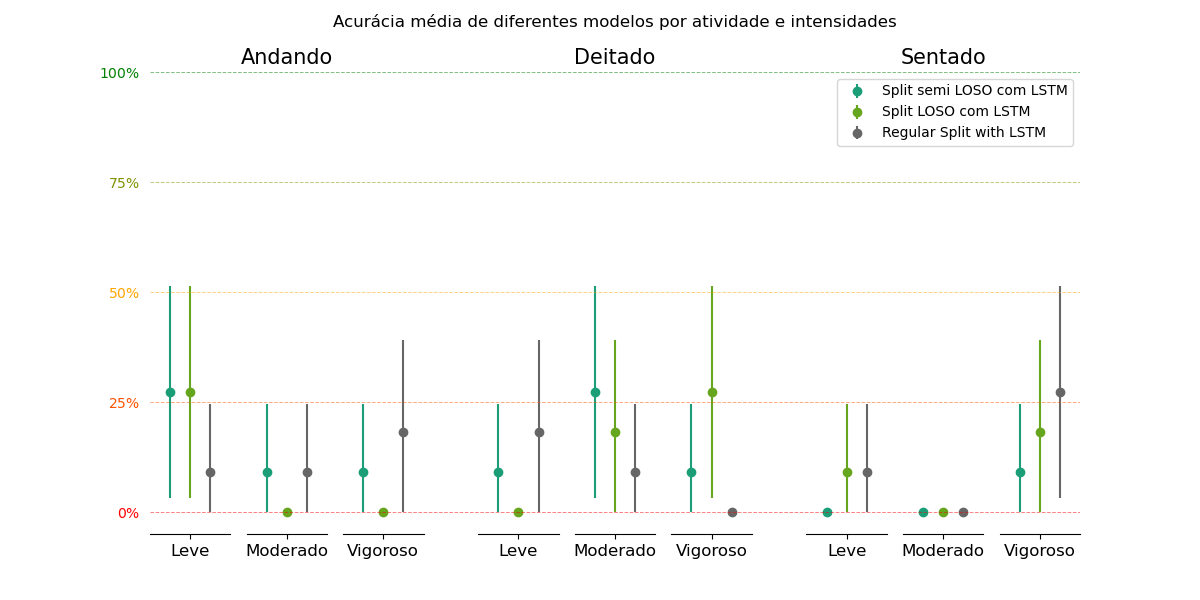 Acurácia média de diferentes modelos por atividade e intensidades
Andando
Deitado
Sentado
100%
75%
50%
25%
0%
Split semi LOSO com LSTM
Split LOSO com LSTM
Regular Split with LSTM
Leve
Moderado
Vigoroso
Leve
Moderado
Vigoroso
Leve
Moderado
Vigoroso